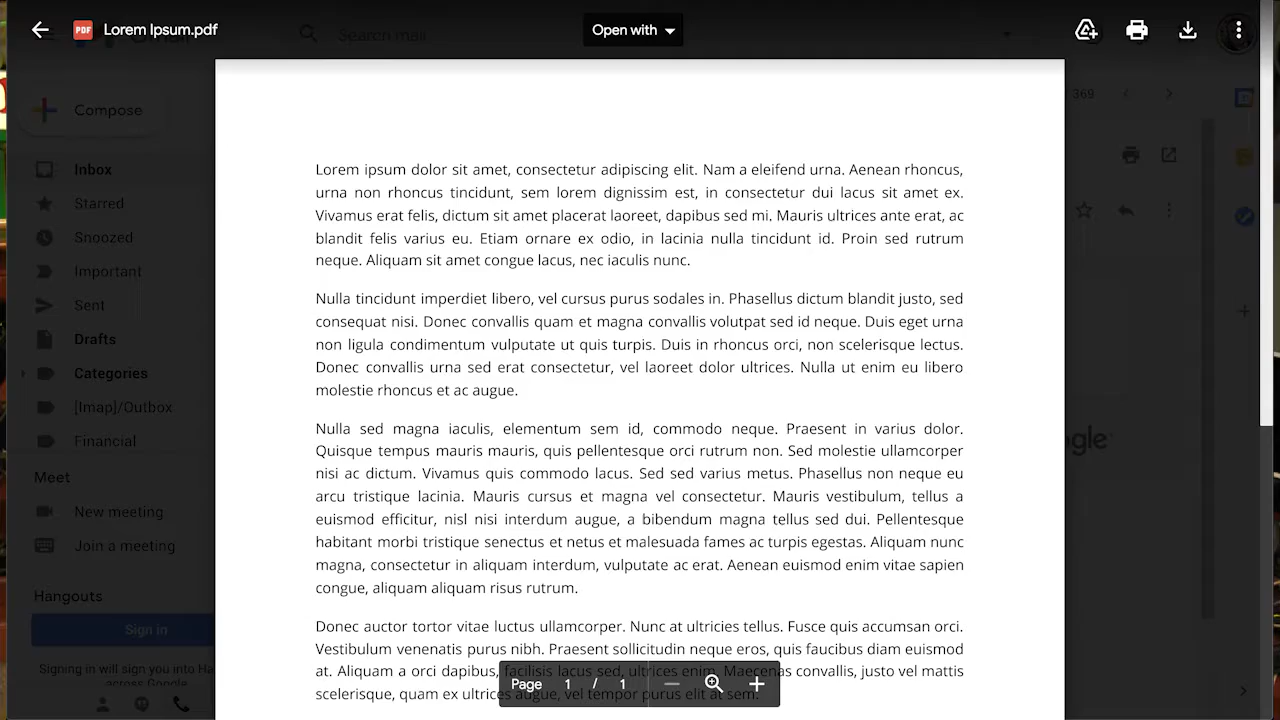 Lorem Ipsum.pdf
Search mail
Open with
Compose
369
Inbox
Starred
Snoozed
Important
Sent
Drafts
Categories
[Imap]/Outbox
Financial
Meet
New meeting
Join a meeting
Hangouts
Sign in
Signing in will sign you into
across Google
Lorem ipsum dolor sit amet, consectetur adipiscing elit. Nam a eleifend urna. Aenean rhoncus,
urna non rhoncus tincidunt, sem lorem dignissim est, in consectetur dui lacus sit amet ex.
Vivamus erat felis, dictum sit amet placerat laoreet, dapibus sed mi. Mauris ultrices ante erat, ac
blandit felis varius eu. Etiam ornare ex odio, in lacinia nulla tincidunt id. Proin sed rutrum
neque. Aliquam sit amet congue lacus, nec iaculis nunc.
Nulla tincidunt imperdiet libero, vel cursus purus sodales in. Phasellus dictum blandit justo, sed
consequat nisi. Donec convallis quam et magna convallis volutpat sed id neque. Duis eget urna
non ligula condimentum vulputate ut quis turpis. Duis in rhoncus orci, non scelerisque lectus.
Donec convallis urna sed erat consectetur, vel laoreet dolor ultrices. Nulla ut enim eu libero
molestie rhoncus et ac augue.
Nulla sed magna iaculis, elementum sem id, commodo neque. Praesent in varius dolor.
Quisque tempus mauris mauris, quis pellentesque orci rutrum non. Sed molestie ullamcorper
nisi ac dictum. Vivamus quis commodo lacus. Sed sed varius metus. Phasellus non neque eu
arcu tristique lacinia. Mauris cursus et magna vel consectetur. Mauris vestibulum, tellus a
euismod efficitur, nisl nisi interdum augue, a bibendum magna tellus sed dui. Pellentesque
habitant morbi tristique senectus et netus et malesuada fames ac turpis egestas. Aliquam nunc
magna, consectetur in aliquam interdum, vulputate ac erat. Aenean euismod enim vitae sapien
congue, aliquam aliquam risus rutrum.
Donec auctor tortor vitae luctus ullamcorper. Nunc at ultricies tellus. Fusce quis accumsan orci.
Vestibulum venenatis purus nibh. Praesent sollicitudin neque eros, quis faucibus diam euismod
at. Aliquam a orci dapibus, facilisis lacus sed, ultrices enim. Maecenas convallis, justo vel mattis
scelerisque, quam ex ultrices augue, vel tempor purus elit at sem.
Page 1 / 1